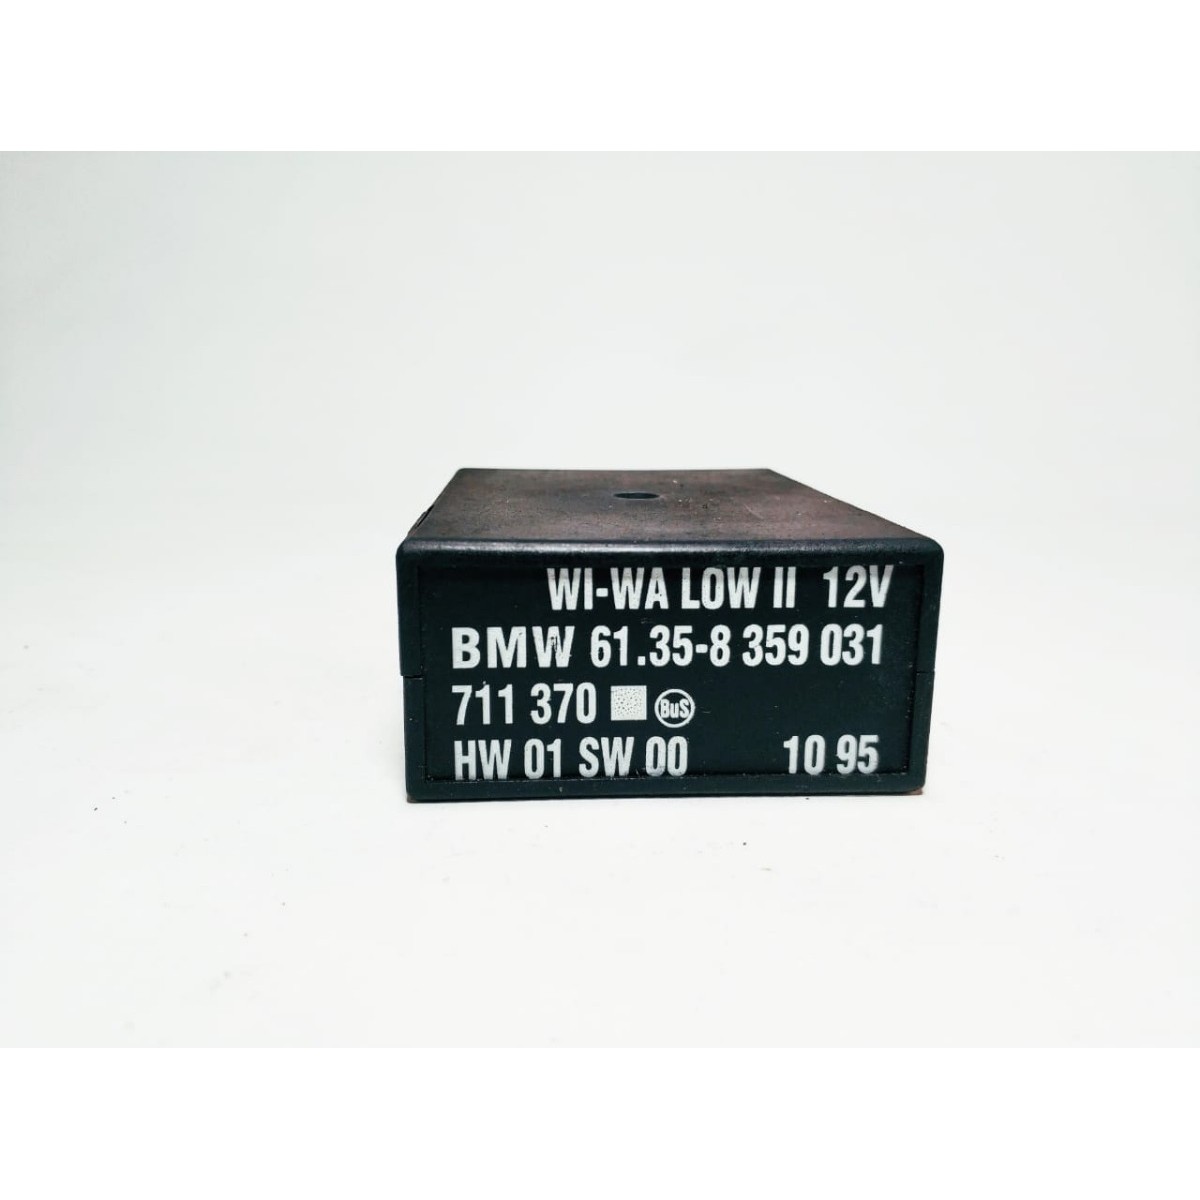 WI-WA LOW II 12V
BMW 61.35-8 359 031
711 370 BuS
HW 01 SW 00 10 95